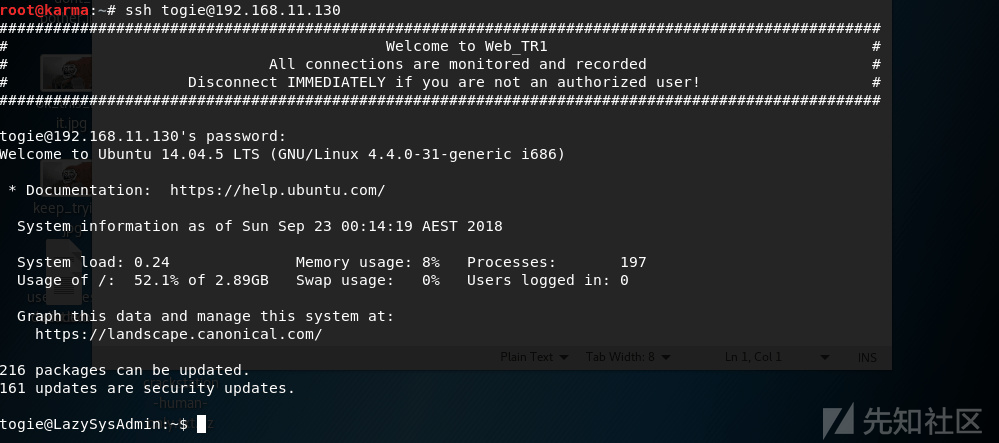 root@karma:~# ssh togie@192.168.11.130
##################################################################################################
#                                          Welcome to Web_TR1                                    #
#                             All connections are monitored and recorded                         #
#                    Disconnect IMMEDIATELY if you are not an authorized user!                   #
##################################################################################################
it.jpg
togie@192.168.11.130's password:
Welcome to Ubuntu 14.04.5 LTS (GNU/Linux 4.4.0-31-generic i686)
 * Documentation:  https://help.ubuntu.com/
keep_tryi
  System information as of Sun Sep 23 00:14:19 AEST 2018
  System load: 0.24              Memory usage: 8%   Processes:       197
  Usage of /:  52.1% of 2.89GB   Swap usage:   0%   Users logged in: 0
  Graph this data and manage this system at:
    https://landscape.canonical.com/
Plain Text  Tab Width: 8  Ln 1, Col 1  INS
216 packages can be updated.
161 updates are security updates.
crackstation
-human-
togie@LazySysAdmin:~$
先知社区